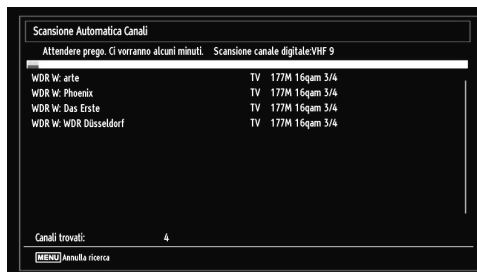 Scansione Automatica Canali
Attendere prego. Ci vorranno alcuni minuti. Scansione canale digitale:VHF 9
WDR W: arte TV 177M 16qam 3/4
WDR W: Phoenix TV 177M 16qam 3/4
WDR W: Das Erste TV 177M 16qam 3/4
WDR W: WDR Düsseldorf TV 177M 16qam 3/4
Canali trovati: 4
MENU Annulla ricerca